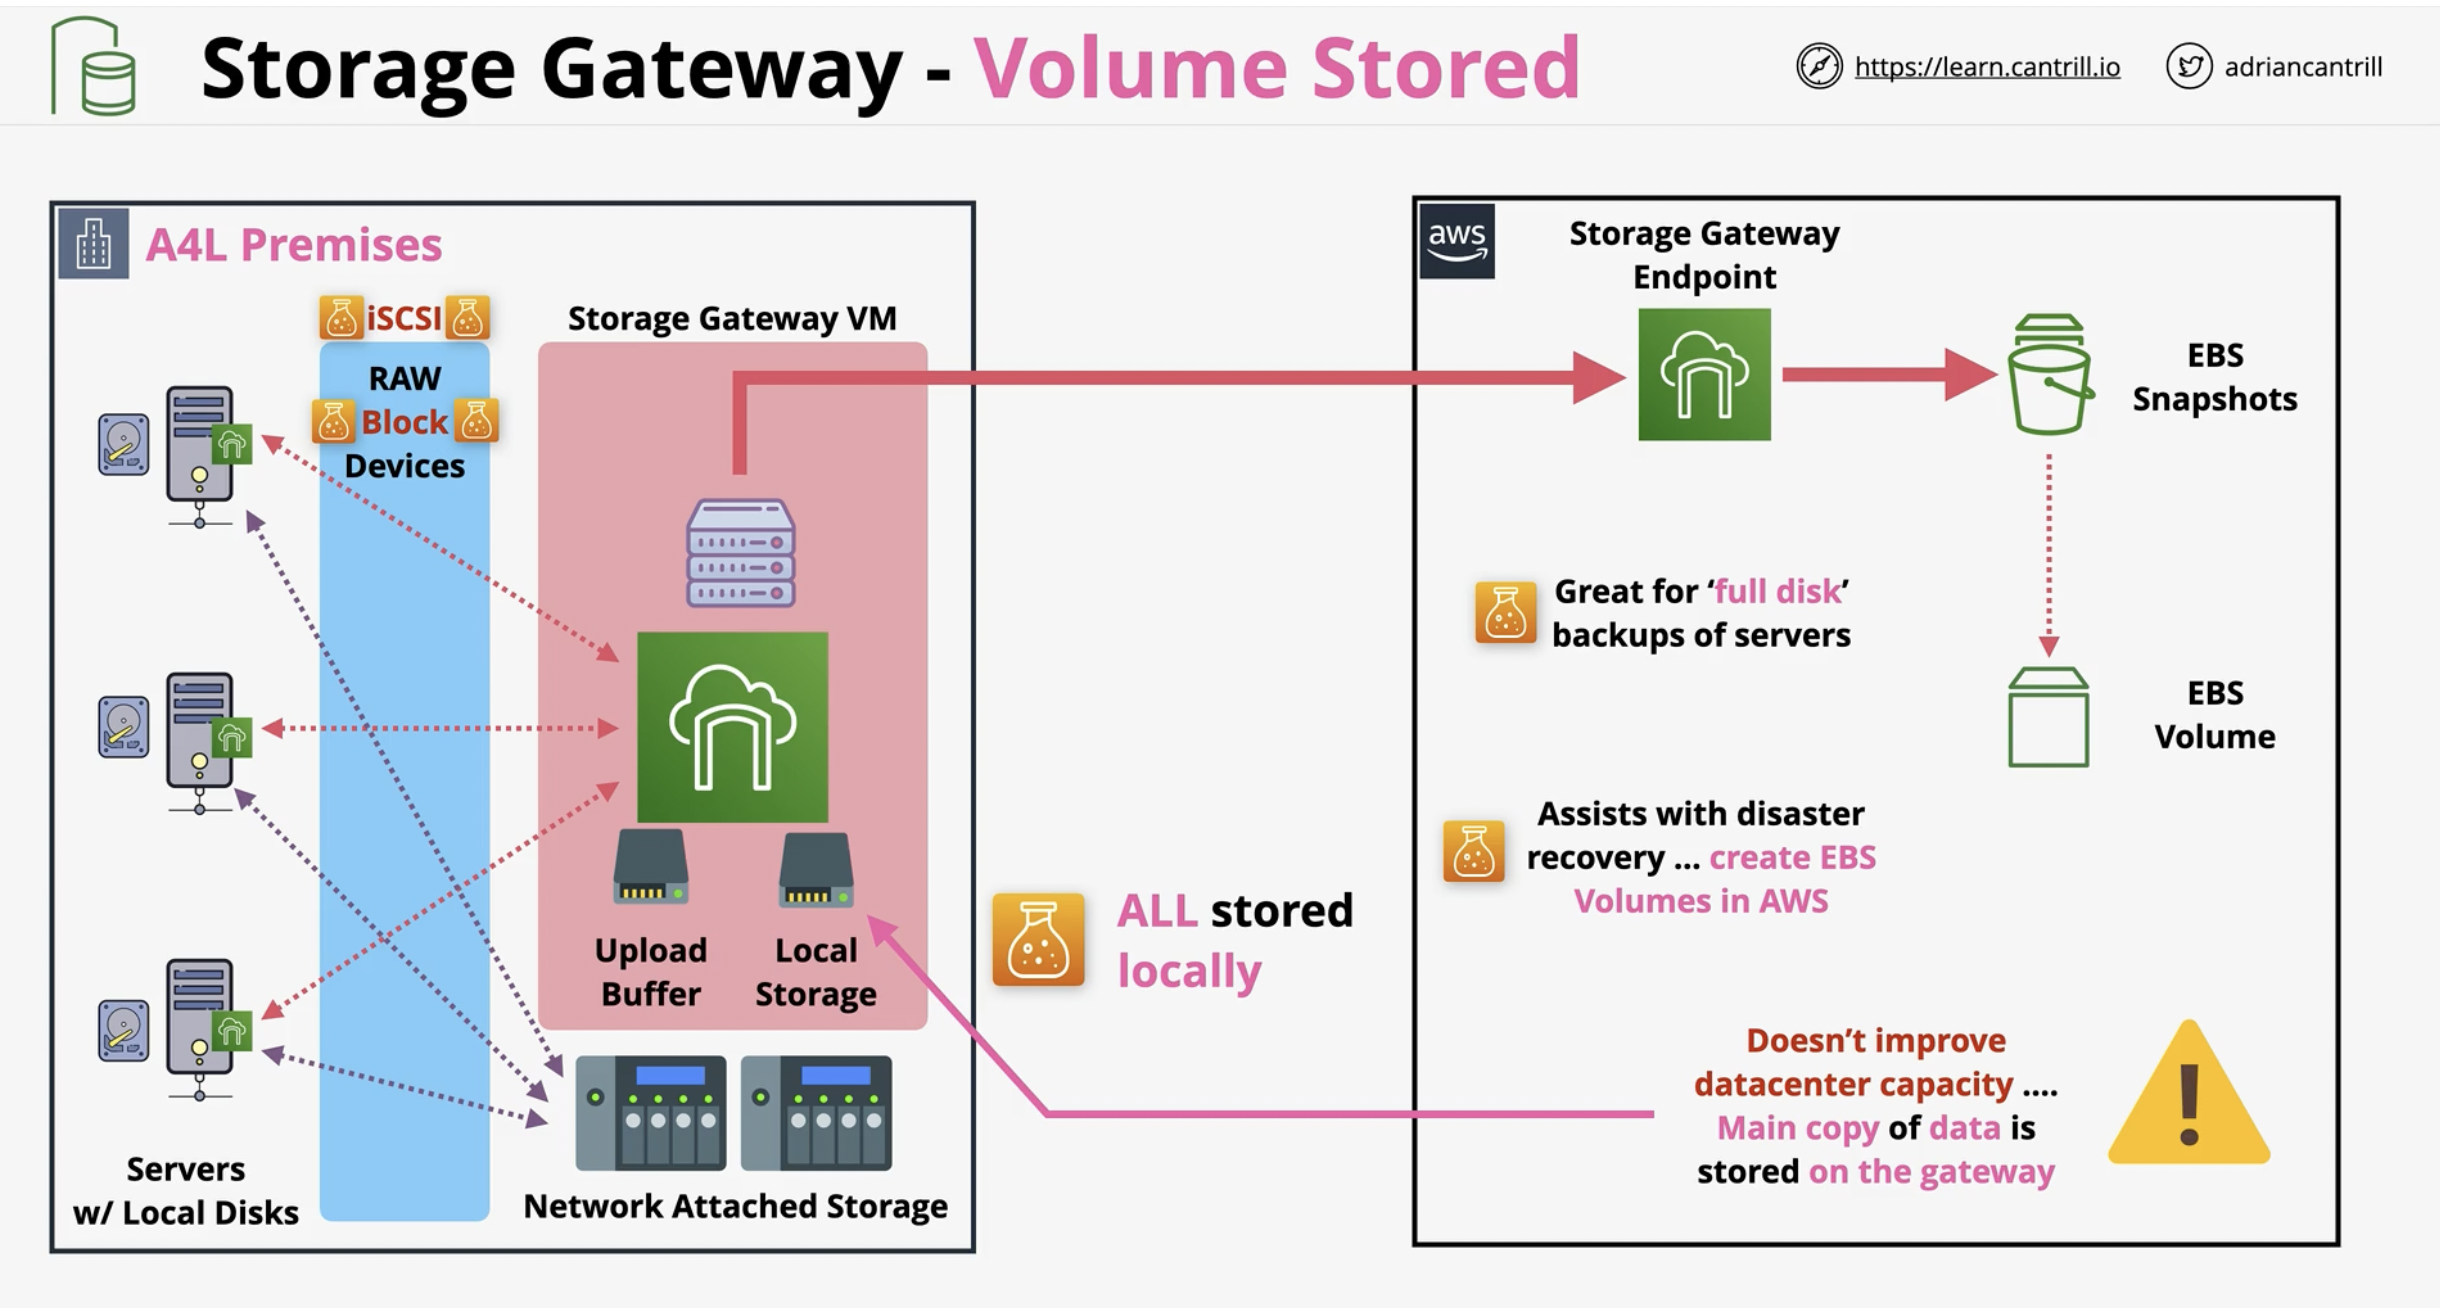 Storage Gateway - Volume Stored
https://learn.cantrill.io
adriancantrill
A4L Premises
iSCSI
RAW
Block
Devices
Storage Gateway VM
Upload
Buffer
Local
Storage
Servers
w/ Local Disks
Network Attached Storage
ALL stored
locally
aws
Storage Gateway
Endpoint
EBS
Snapshots
Great for ‘full disk’
backups of servers
EBS
Volume
Assists with disaster
recovery ... create EBS
Volumes in AWS
Doesn’t improve
datacenter capacity ....
Main copy of data is
stored on the gateway